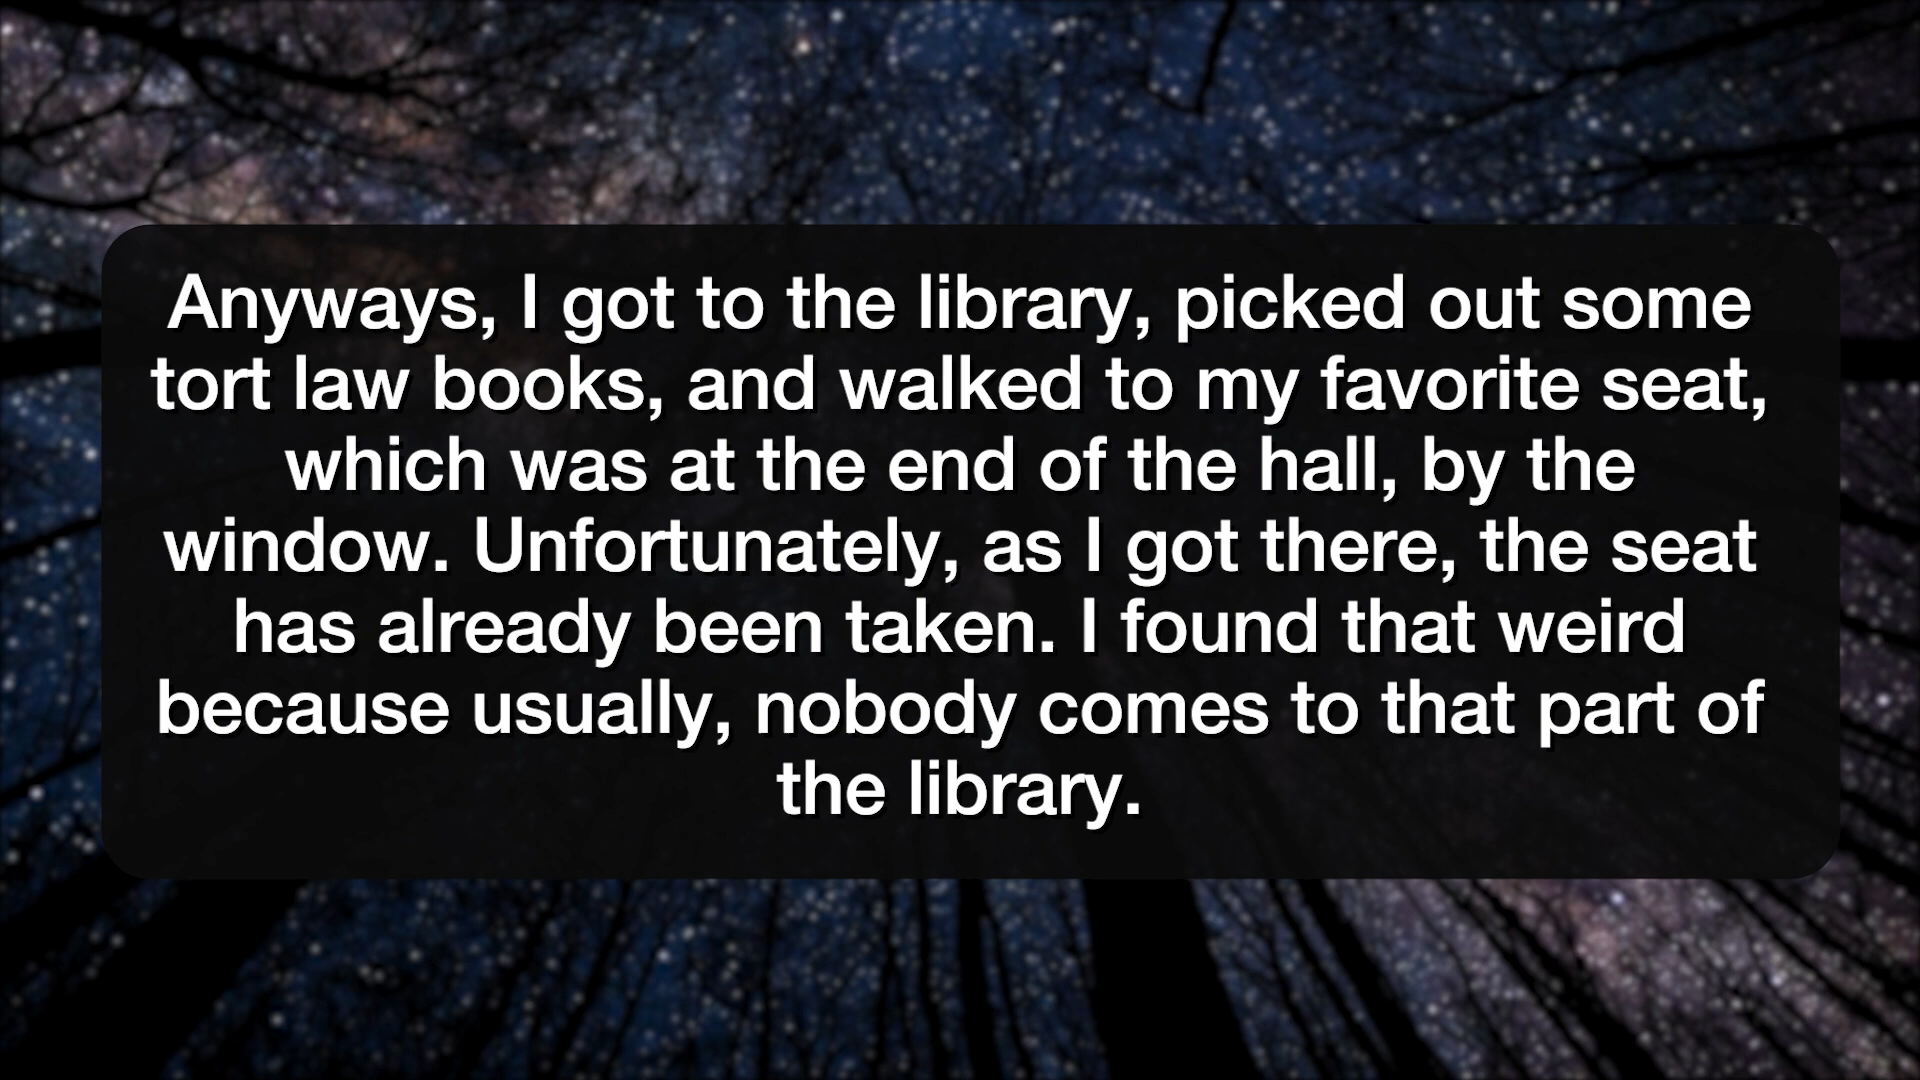 Anyways, I got to the library, picked out some
tort law books, and walked to my favorite seat,
which was at the end of the hall, by the
window. Unfortunately, as I got there, the seat
has already been taken. I found that weird
because usually, nobody comes to that part of
the library.